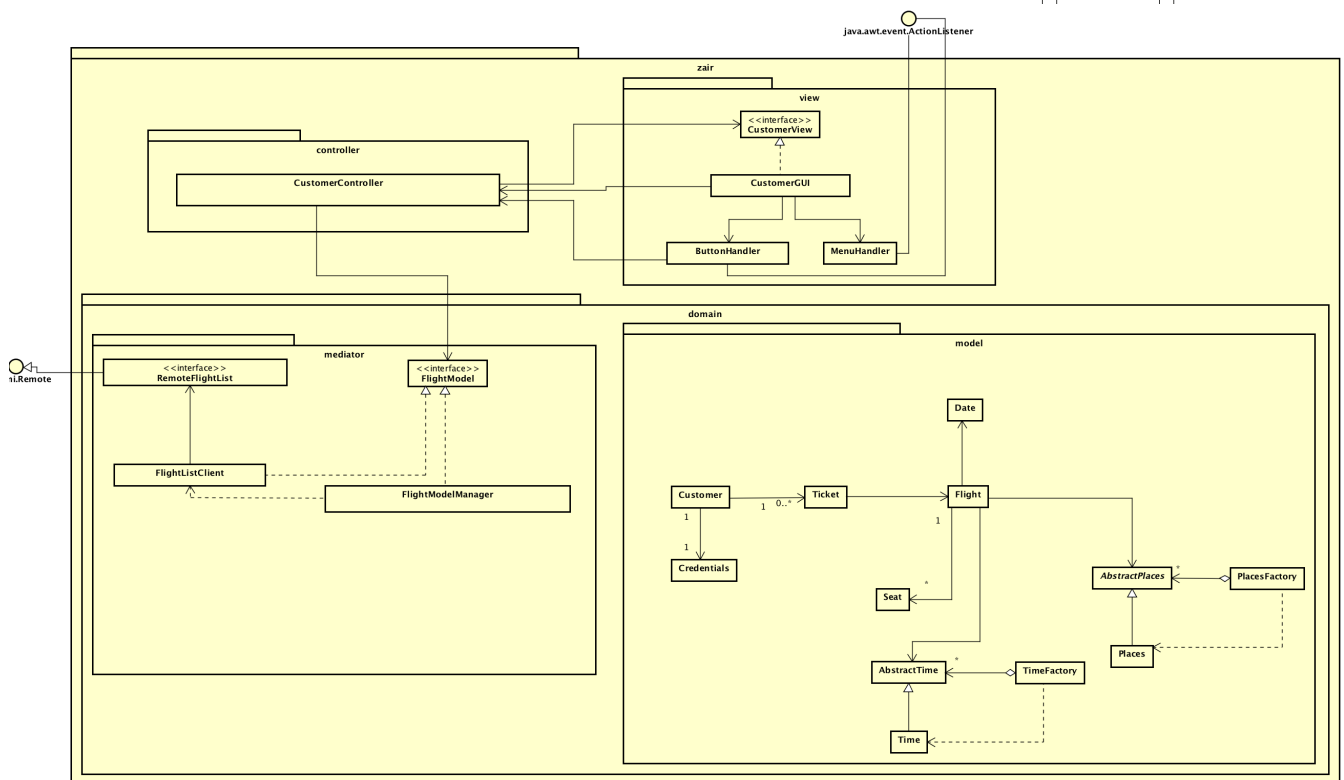 java.awt.event.ActionListener
zair
view
<<interface>>
CustomerView
controller
CustomerController
CustomerGUI
ButtonHandler
MenuHandler
domain
model
mediator
<<interface>>
RemoteFlightList
<<interface>>
FlightModel
ni.Remote
Date
FlightListClient
FlightModelManager
Customer
1
0..*
Ticket
Flight
1
1
1
Credentials
*
Seat
AbstractPlaces
*
PlacesFactory
Places
*
AbstractTime
TimeFactory
Time